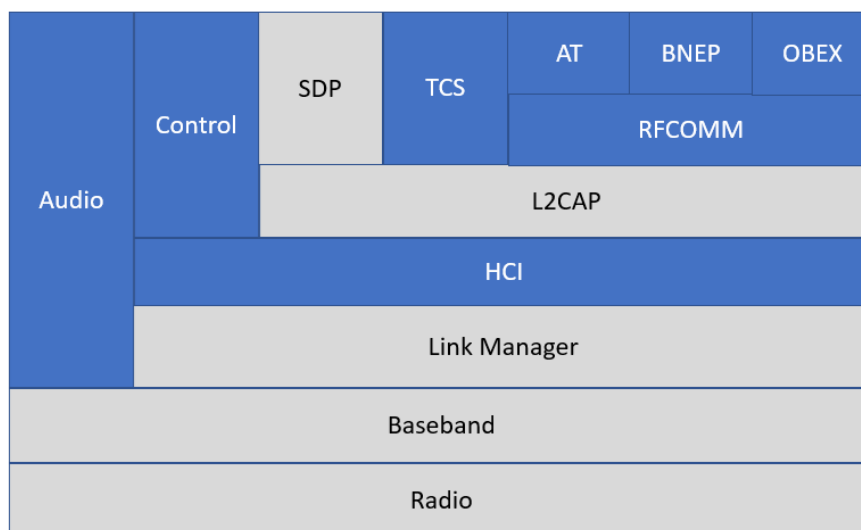 AT
BNEP
OBEX
SDP
TCS
Control
RFCOMM
Audio
L2CAP
HCI
Link Manager
Baseband
Radio